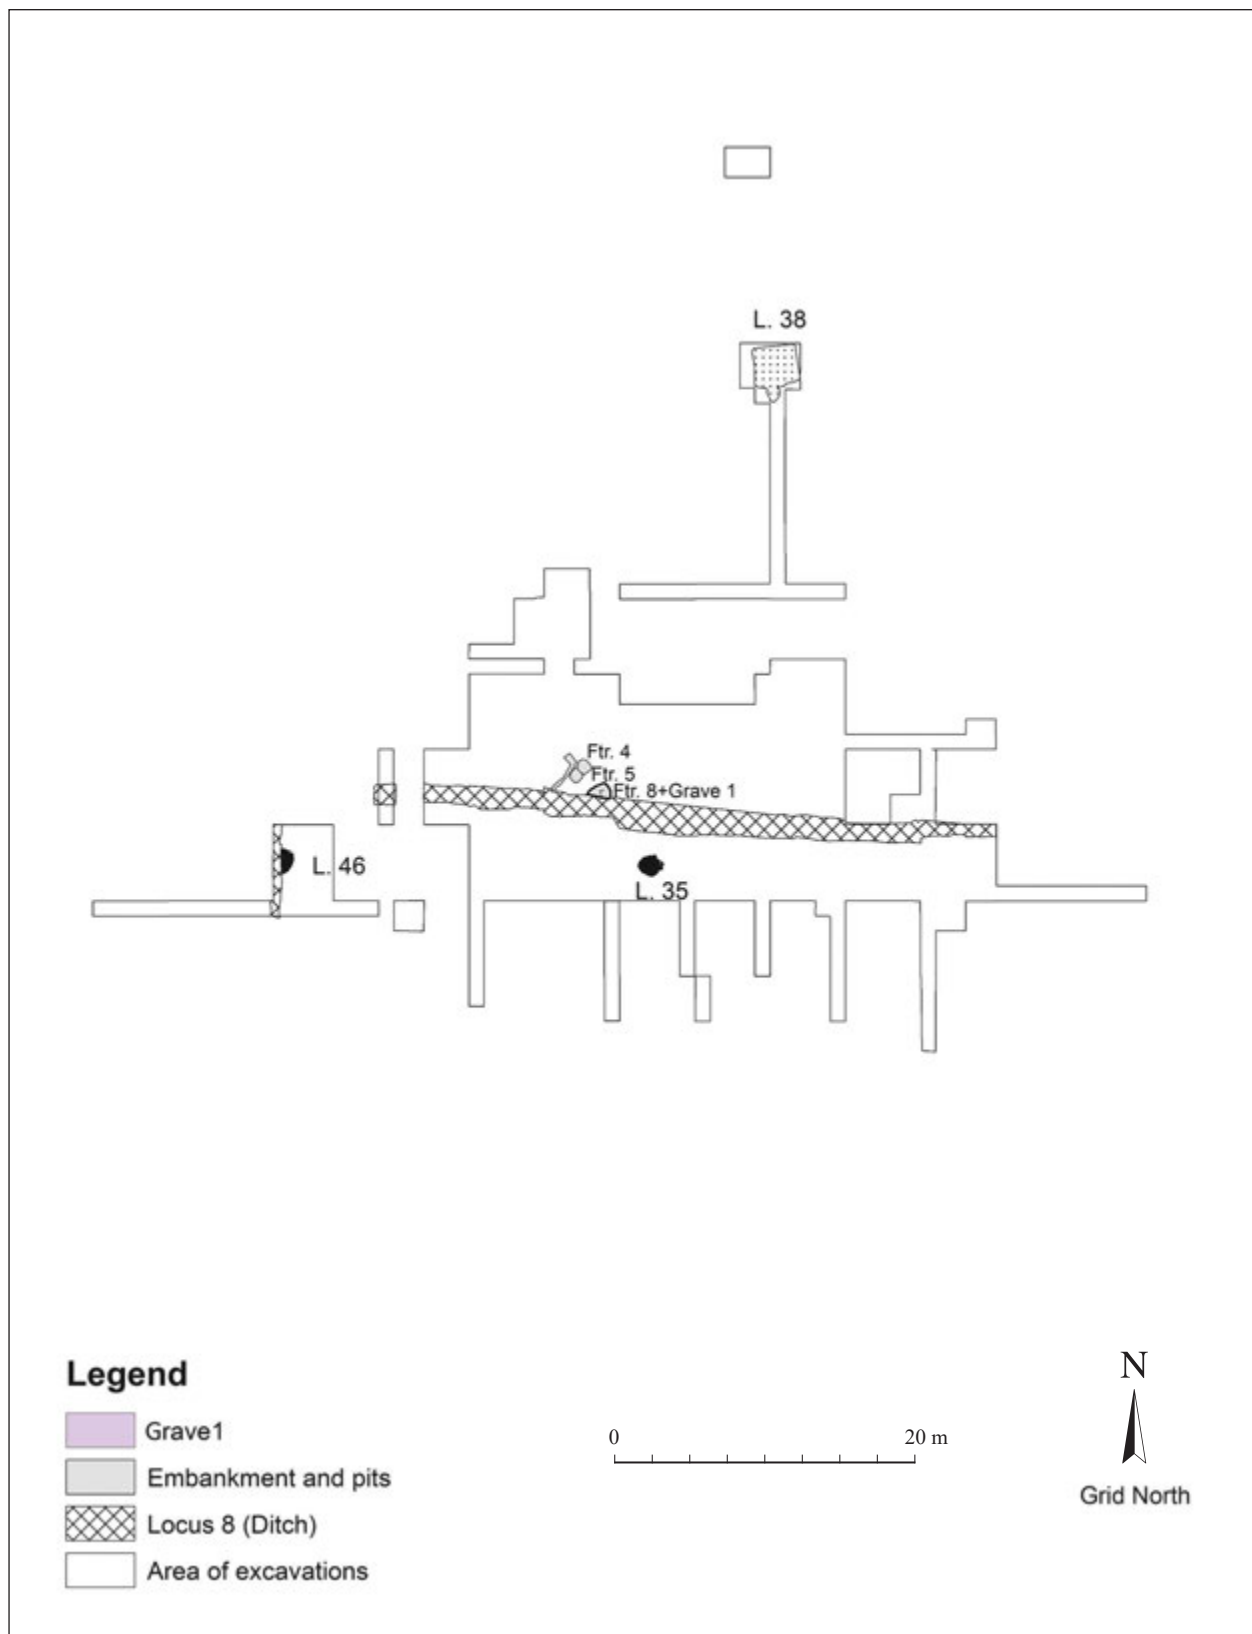 L. 38
Ftr. 4
Ftr. 5
Ftr. 8+Grave 1
L. 46
L. 35
Legend
Grave1
Embankment and pits
Locus 8 (Ditch)
Area of excavations
0 20 m
N
Grid North